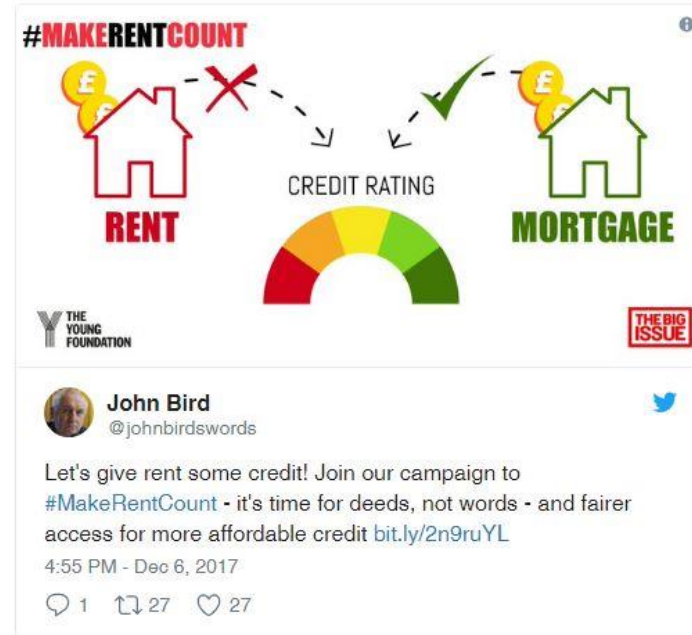 #MAKERENTCOUNT
£
£
£
£
CREDIT RATING
RENT
MORTGAGE
THE
YOUNG
FOUNDATION
THE BIG
ISSUE
John Bird
@johnbirdswords
Let's give rent some credit! Join our campaign to
#MakeRentCount - it's time for deeds, not words - and fairer
access for more affordable credit bit.ly/2n9ruYL
4:55 PM - Dec 6, 2017
1 27 27